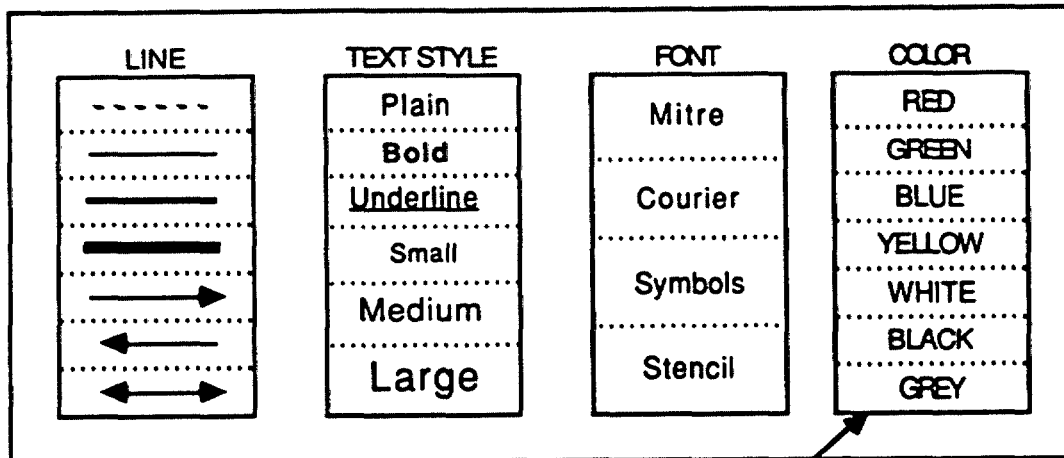 LINE
TEXT STYLE
Plain
Bold
Underline
Small
Medium
Large
FONT
Mitre
Courier
Symbols
Stencil
COLOR
RED
GREEN
BLUE
YELLOW
WHITE
BLACK
GREY